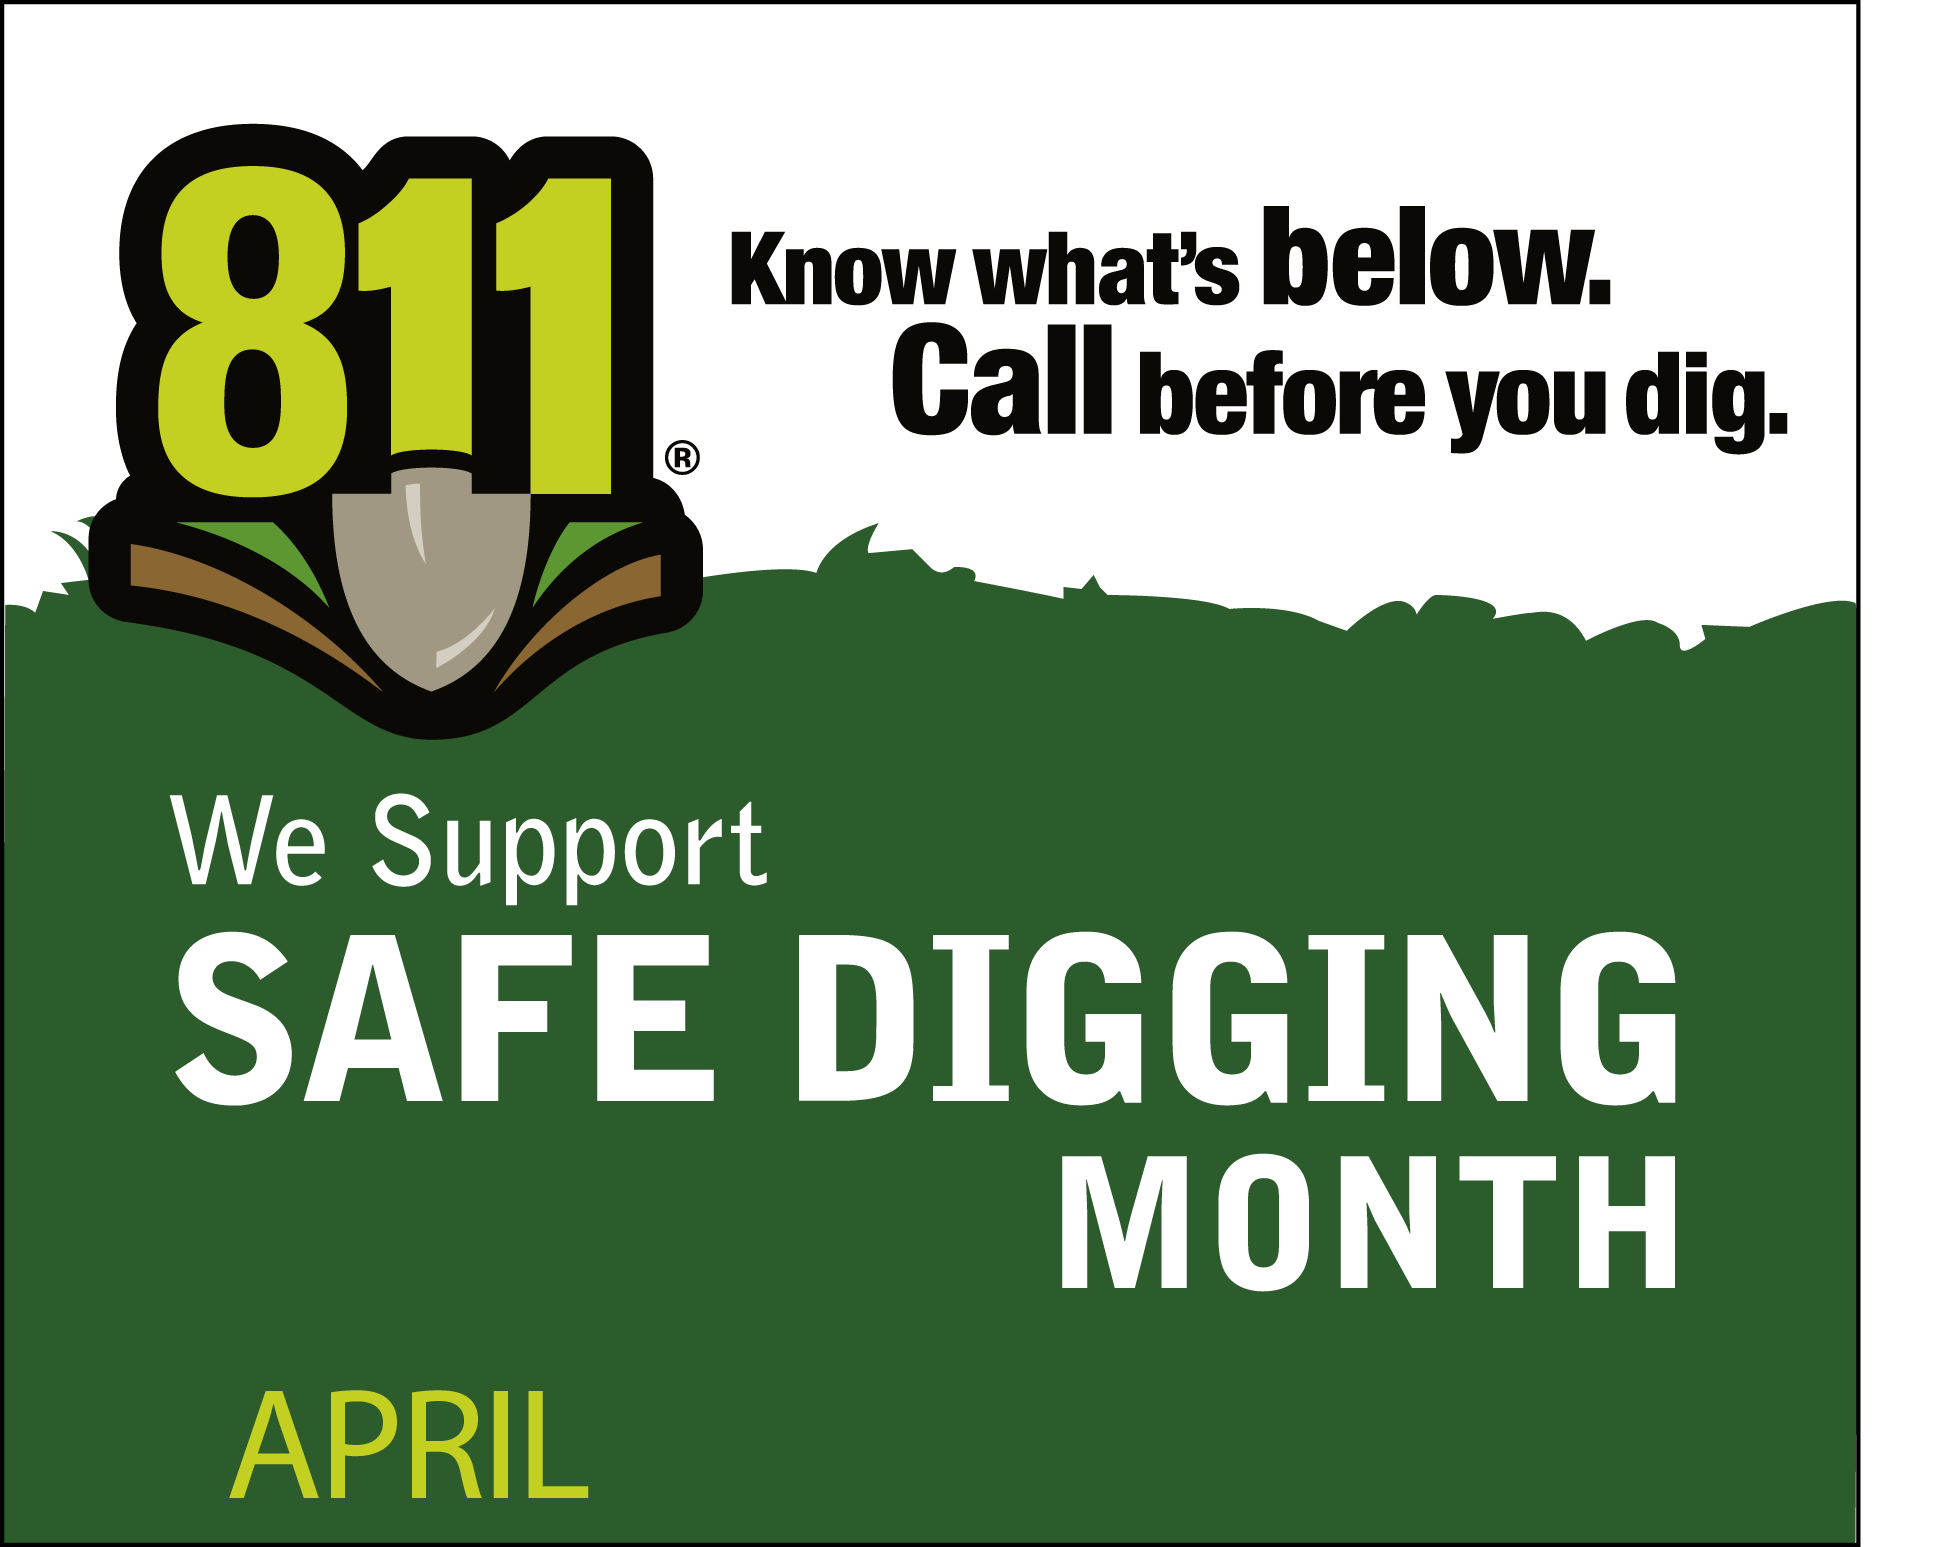 811®
Know what's below.
Call before you dig.
We Support
SAFE DIGGING
MONTH
APRIL